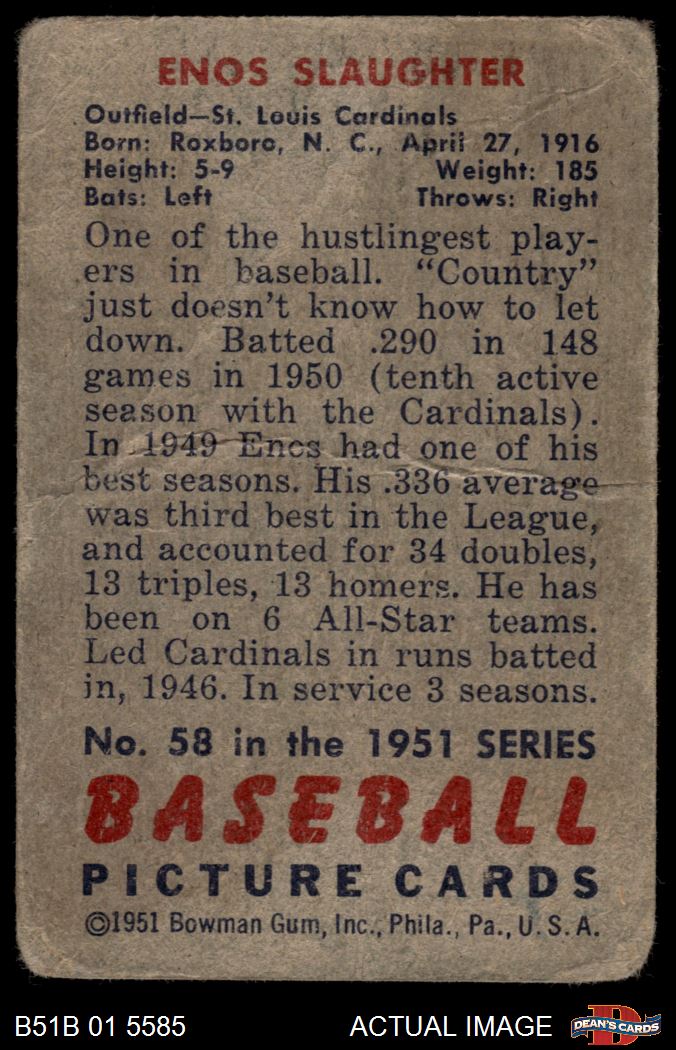 ENOS SLAUGHTER
Outfield—St. Louis Cardinals
Born: Roxboro, N. C., April 27, 1916
Height: 5-9 Weight: 185
Bats: Left Throws: Right
One of the hustlingest play-
ers in baseball. “Country”
just doesn’t know how to let
down. Batted .290 in 148
games in 1950 (tenth active
season with the Cardinals).
In 1949 Enos had one of his
best seasons. His .336 average
was third best in the League,
and accounted for 34 doubles,
13 triples, 13 homers. He has
been on 6 All-Star teams.
Led Cardinals in runs batted
in, 1946. In service 3 seasons.
No. 58 in the 1951 SERIES
BASEBALL
PICTURE CARDS
©1951 Bowman Gum, Inc., Phila., Pa., U. S. A.
B51B 01 5585 ACTUAL IMAGE D DEAN'S CARDS